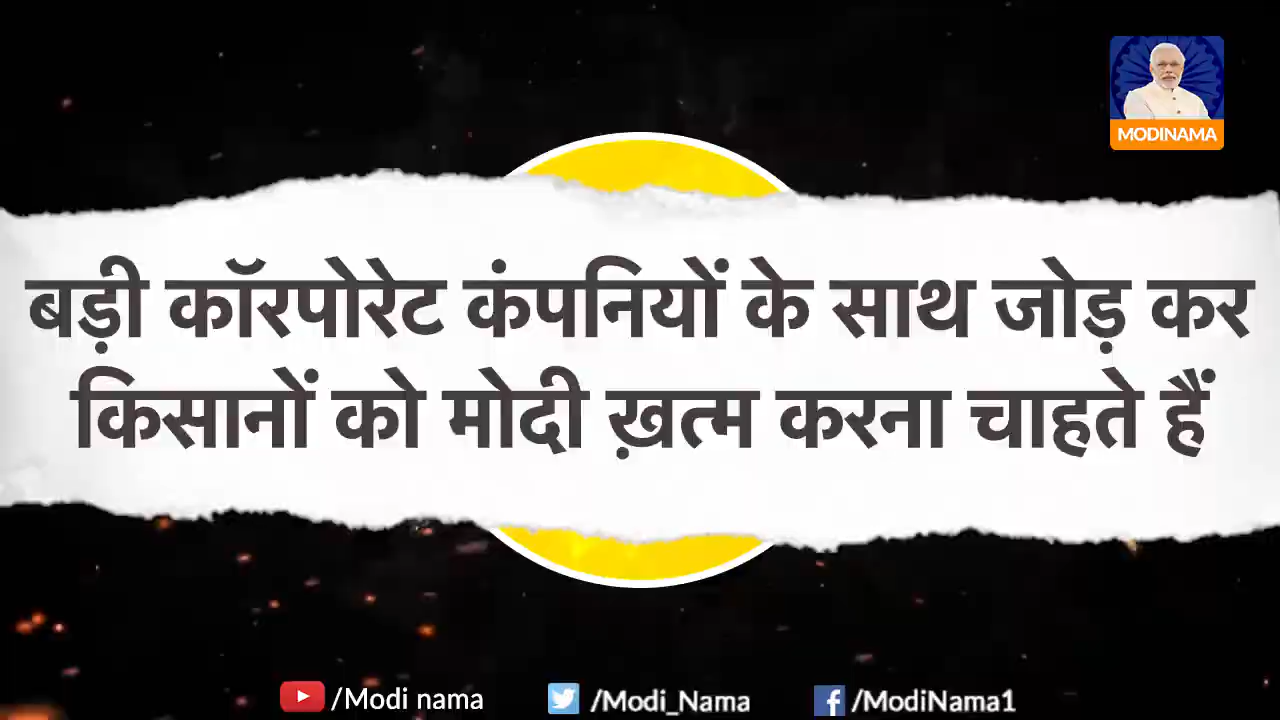 MODINAMA
बड़ी कॉरपोरेट कंपनियों के साथ जोड़ कर
किसानों को मोदी ख़त्म करना चाहते हैं
/Modi nama /Modi_Nama /ModiNama1